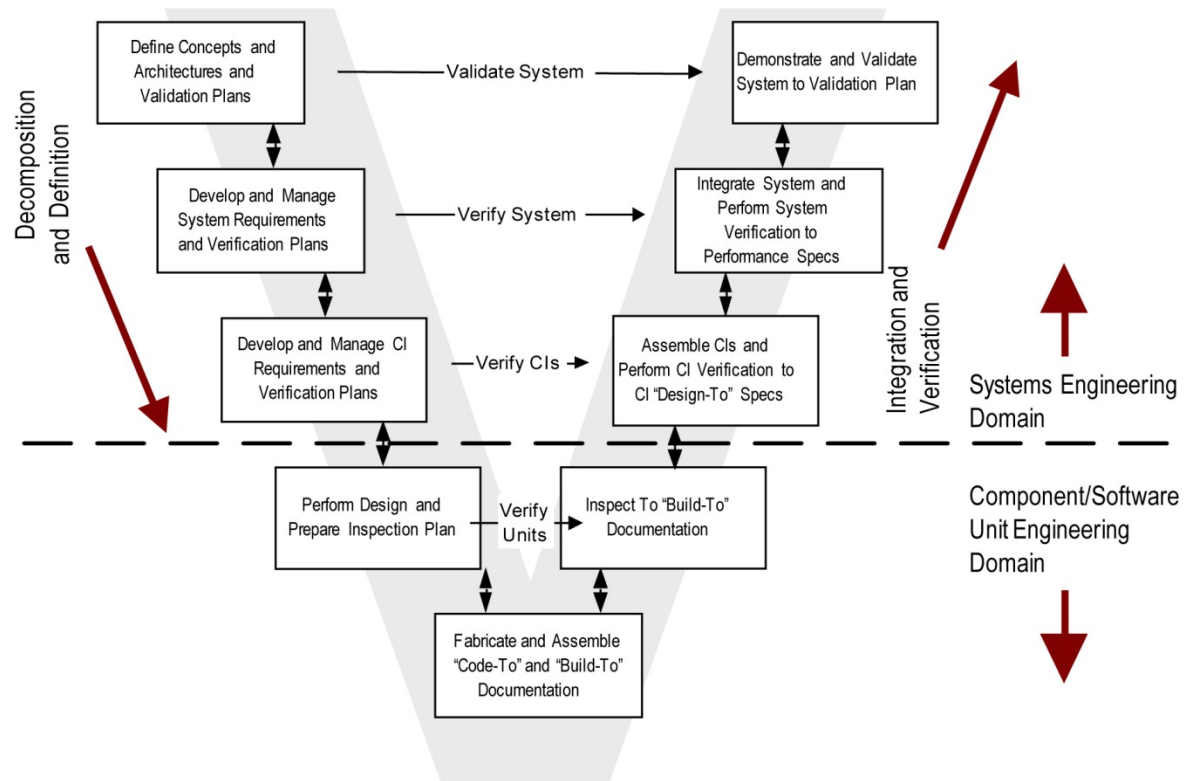 Define Concepts and
Architectures and
Validation Plans
Validate System
Demonstrate and Validate
System to Validation Plan
Decomposition
and Definition
Develop and Manage
System Requirements
and Verification Plans
Verify System
Integrate System and
Perform System
Verification to
Performance Specs
Integration and
Verification
Develop and Manage CI
Requirements and
Verification Plans
Verify CIs
Assemble CIs and
Perform CI Verification to
CI “Design-To” Specs
Systems Engineering
Domain
Perform Design and
Prepare Inspection Plan
Verify
Units
Inspect To “Build-To”
Documentation
Component/Software
Unit Engineering
Domain
Fabricate and Assemble
“Code-To” and “Build-To”
Documentation